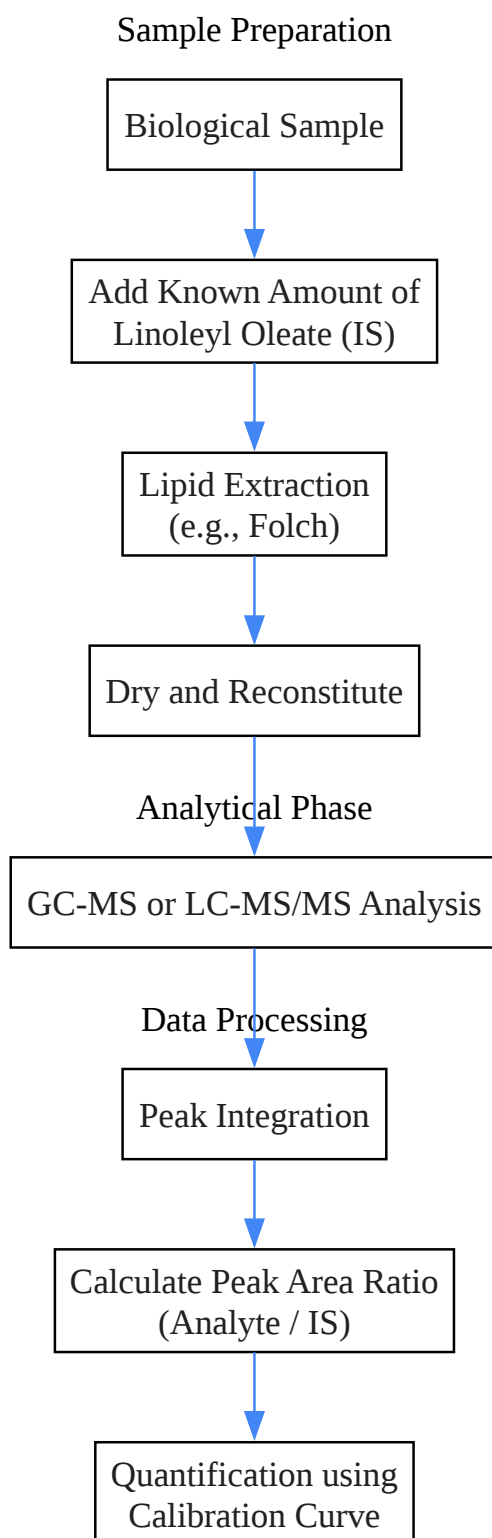 Sample Preparation
Biological Sample
Add Known Amount of
Linoleyl Oleate (IS)
Lipid Extraction
(e.g., Folch)
Dry and Reconstitute
Analytical Phase
GC-MS or LC-MS/MS Analysis
Data Processing
Peak Integration
Calculate Peak Area Ratio
(Analyte / IS)
Quantification using
Calibration Curve